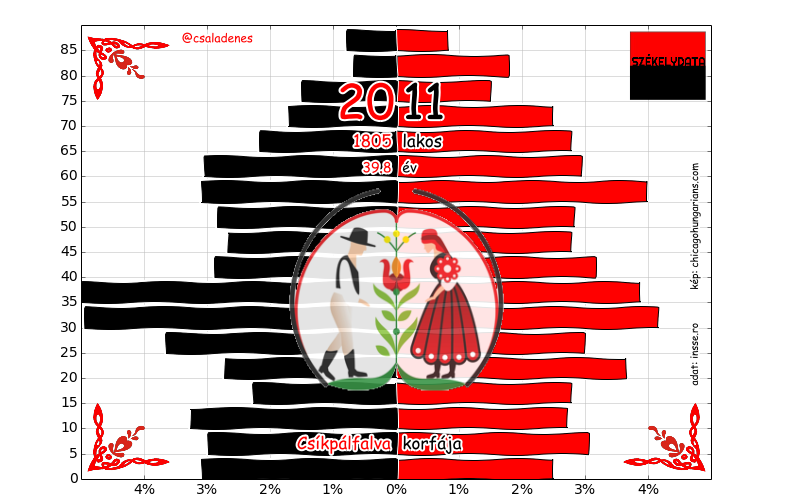 @csaladenes
SZÉKELYDATA
2011
1805 lakos
39.8 év
Csíkpálfalva korfája
kép: chicagohungarians.com
adat: insse.ro
85
80
75
70
65
60
55
50
45
40
35
30
25
20
15
10
5
0
4% 3% 2% 1% 0% 1% 2% 3% 4%